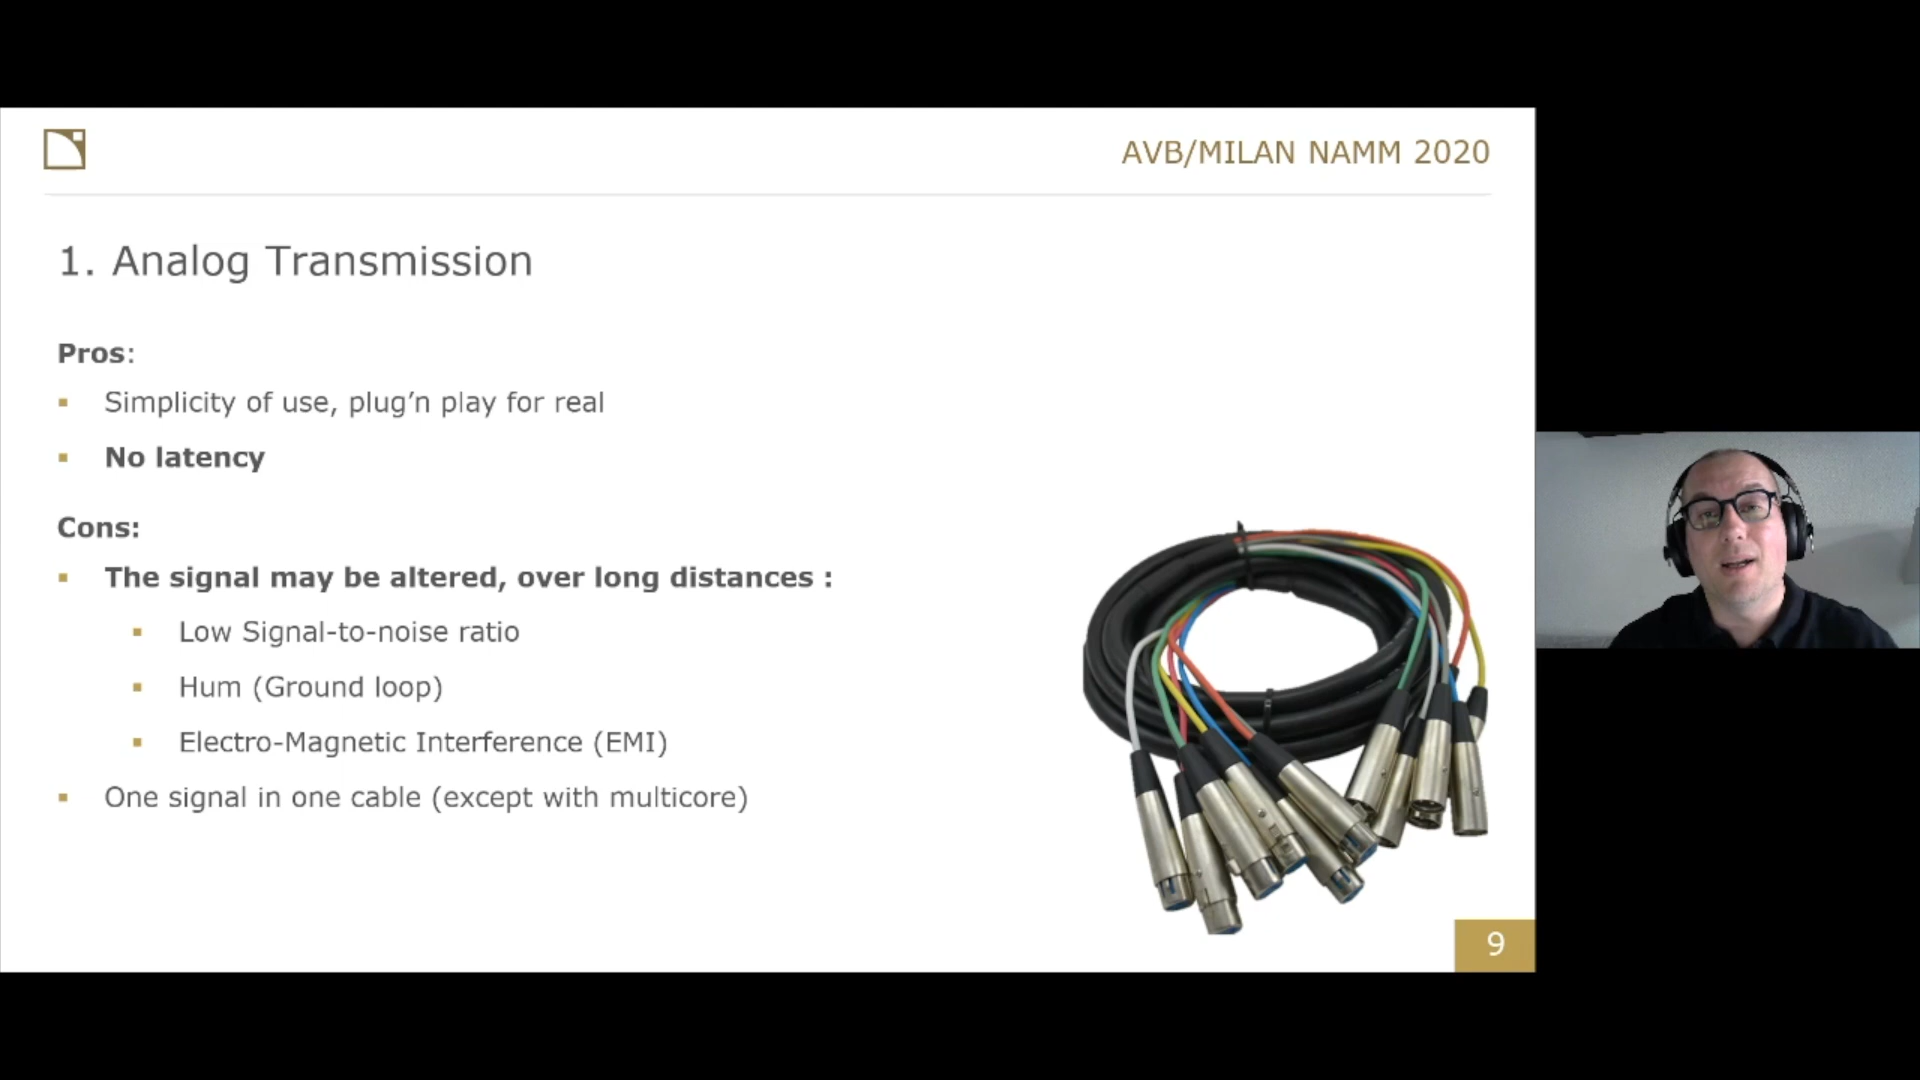 AVB/MILAN NAMM 2020
1. Analog Transmission
Pros:
▪ Simplicity of use, plug’n play for real
▪ No latency
Cons:
▪ The signal may be altered, over long distances :
▪ Low Signal-to-noise ratio
▪ Hum (Ground loop)
▪ Electro-Magnetic Interference (EMI)
▪ One signal in one cable (except with multicore)
9